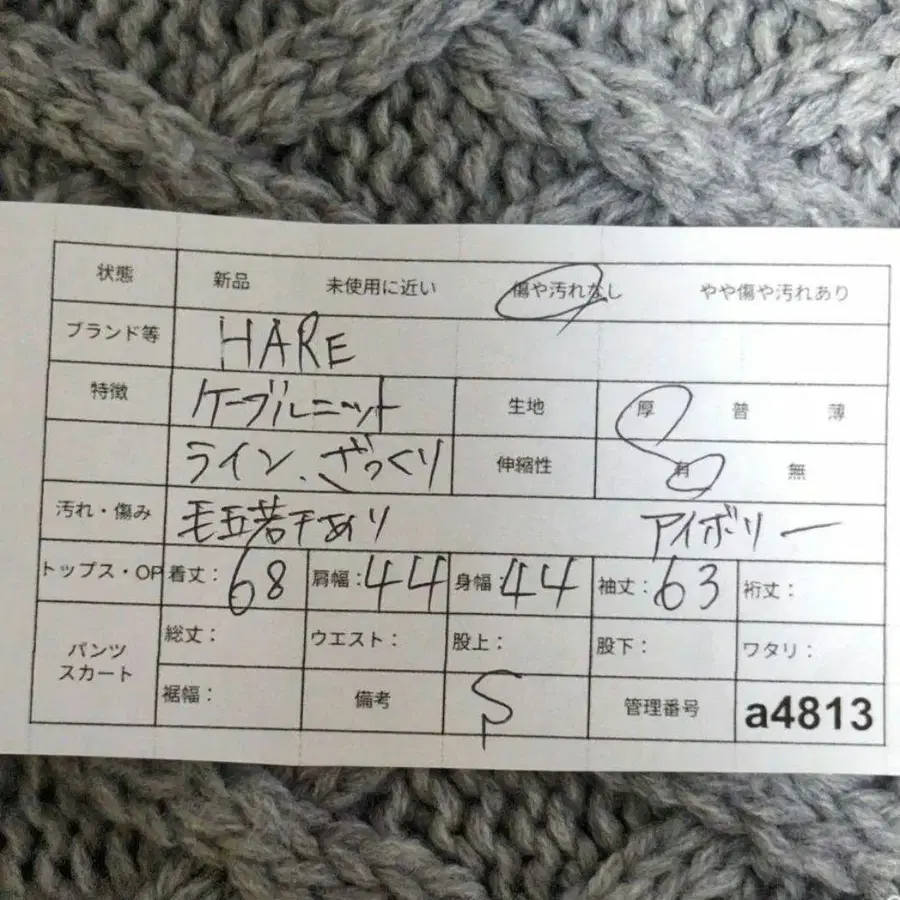 状態 新品 未使用に近い 傷や汚れなし やや傷や汚れあり
ブランド等 HARE
特徴 ケーブルニット 生地 厚 普 薄
ライン、ざっくり 伸縮性 有 無
汚れ・傷み 毛玉若干あり アイボリー
トップス・OP 着丈：68 肩幅：44 身幅：44 袖丈：63 裄丈：
パンツ スカート 総丈： ウエスト： 股上： 股下： ワタリ：
裾幅： 備考 S 管理番号 a4813